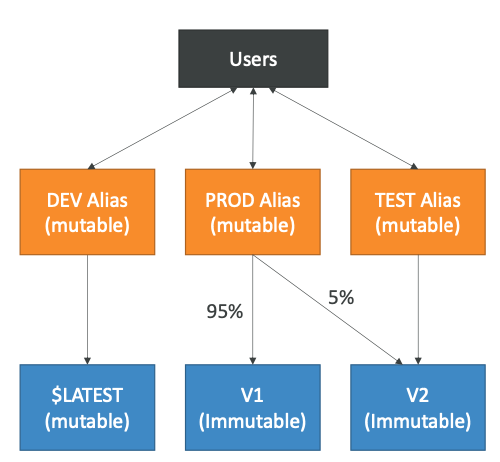 Users
DEV Alias
(mutable)
PROD Alias
(mutable)
TEST Alias
(mutable)
95%
5%
$LATEST
(mutable)
V1
(Immutable)
V2
(Immutable)